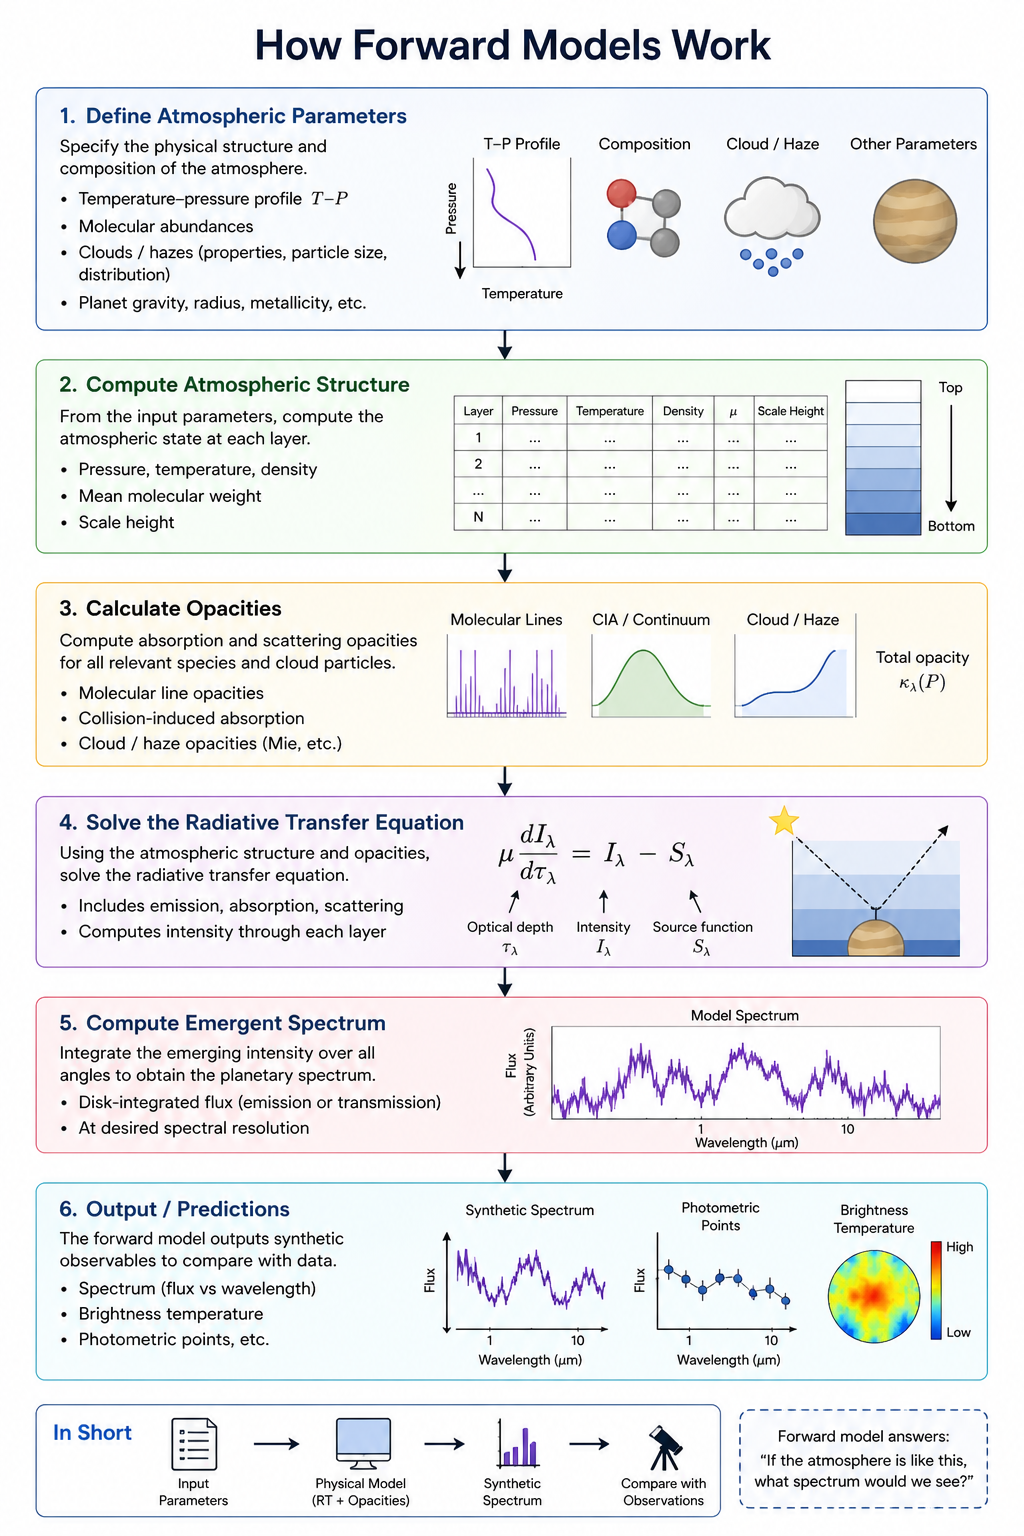 How Forward Models Work
1. Define Atmospheric Parameters
Specify the physical structure and
composition of the atmosphere.
• Temperature–pressure profile T–P
• Molecular abundances
• Clouds / hazes (properties, particle size,
distribution)
• Planet gravity, radius, metallicity, etc.
T–P Profile
Pressure
Temperature
Composition
Cloud / Haze
Other Parameters
2. Compute Atmospheric Structure
From the input parameters, compute the
atmospheric state at each layer.
• Pressure, temperature, density
• Mean molecular weight
• Scale height
Layer Pressure Temperature Density μ Scale Height
1 ... ... ... ... ...
2 ... ... ... ... ...
... ... ... ... ... ...
N ... ... ... ... ...
Top
Bottom
3. Calculate Opacities
Compute absorption and scattering opacities
for all relevant species and cloud particles.
• Molecular line opacities
• Collision-induced absorption
• Cloud / haze opacities (Mie, etc.)
Molecular Lines
CIA / Continuum
Cloud / Haze
Total opacity
κλ(P)
4. Solve the Radiative Transfer Equation
Using the atmospheric structure and opacities,
solve the radiative transfer equation.
• Includes emission, absorption, scattering
• Computes intensity through each layer
μ dIλ/dτλ = Iλ − Sλ
Optical depth
τλ
Intensity
Iλ
Source function
Sλ
5. Compute Emergent Spectrum
Integrate the emerging intensity over all
angles to obtain the planetary spectrum.
• Disk-integrated flux (emission or transmission)
• At desired spectral resolution
Model Spectrum
Flux
(Arbitrary Units)
1 10
Wavelength (μm)
6. Output / Predictions
The forward model outputs synthetic
observables to compare with data.
• Spectrum (flux vs wavelength)
• Brightness temperature
• Photometric points, etc.
Synthetic Spectrum
Flux
1 10
Wavelength (μm)
Photometric
Points
Flux
1 10
Wavelength (μm)
Brightness
Temperature
High
Low
In Short
Input
Parameters
Physical Model
(RT + Opacities)
Synthetic
Spectrum
Compare with
Observations
Forward model answers:
“If the atmosphere is like this,
what spectrum would we see?”